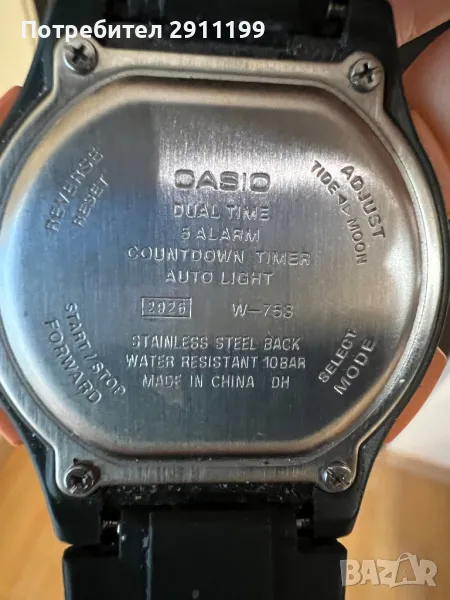 Потребител 2911199
REVERSE
RESET
ADJUST
TIDE ◁ MOON
CASIO
DUAL TIME
5 ALARM
COUNTDOWN TIMER
AUTO LIGHT
2926 W-753
STAINLESS STEEL BACK
WATER RESISTANT 10BAR
MADE IN CHINA DH
START / STOP
FORWARD
SELECT
MODE
BAZAR